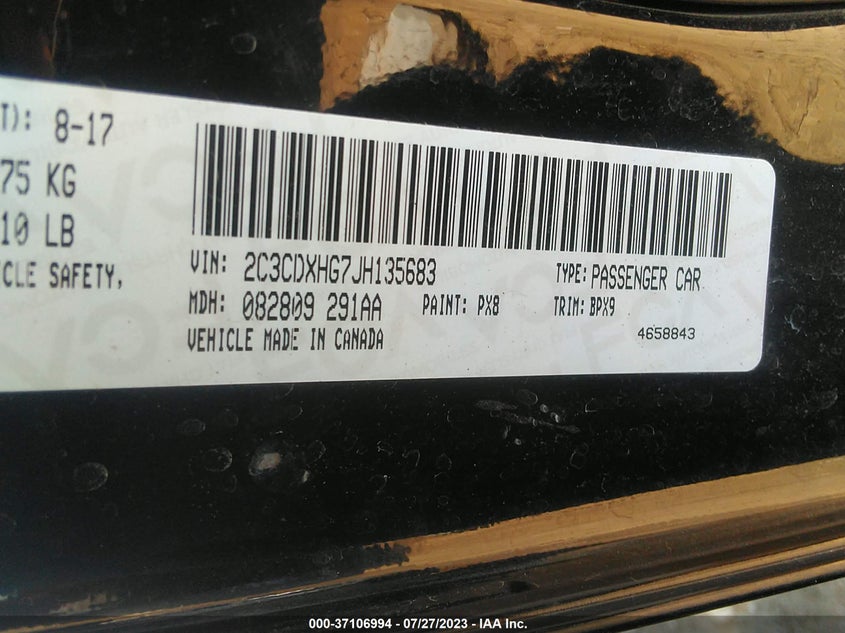 T): 8-17
75 KG
10 LB
CLE SAFETY,
VIN: 2C3CDXHG7JH135683 TYPE: PASSENGER CAR
MDH: 082809 291AA PAINT: PX8 TRIM: BPX9
VEHICLE MADE IN CANADA 4658843
000-37106994 - 07/27/2023 - IAA Inc.